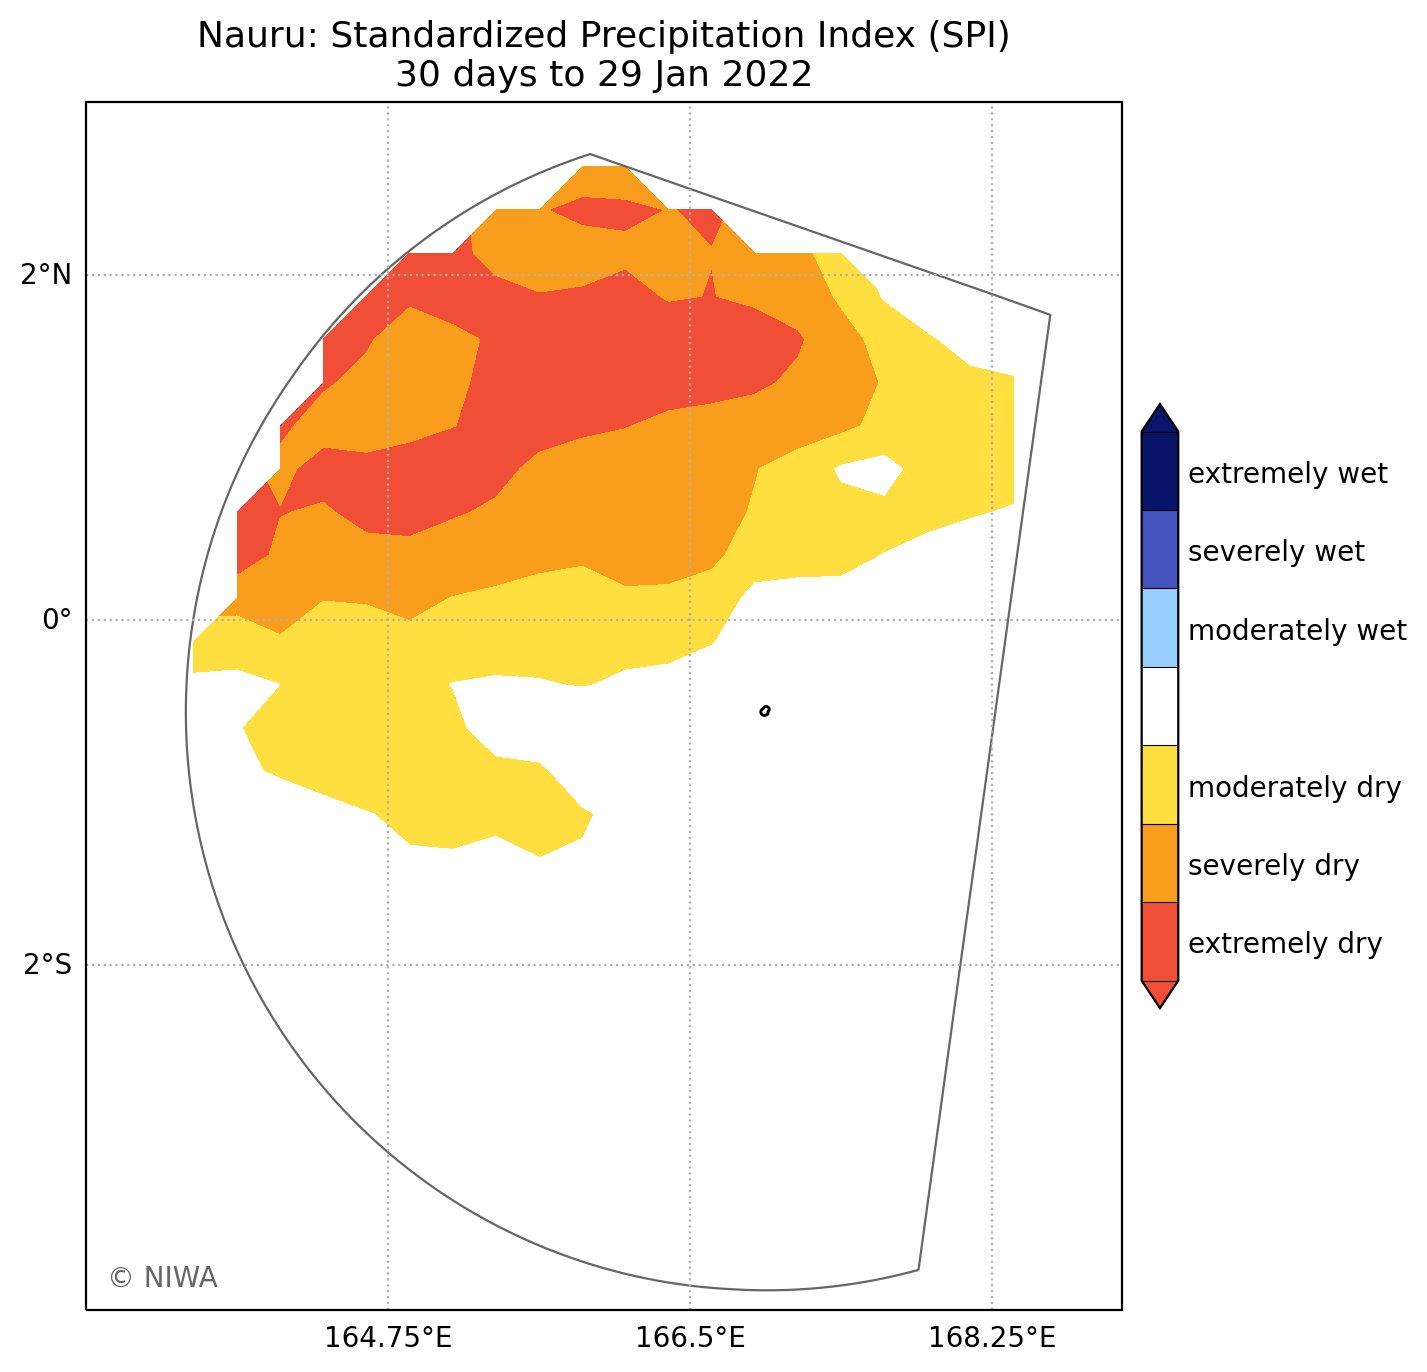 Nauru: Standardized Precipitation Index (SPI)
30 days to 29 Jan 2022
2°N
0°
2°S
164.75°E
166.5°E
168.25°E
extremely wet
severely wet
moderately wet
moderately dry
severely dry
extremely dry
© NIWA